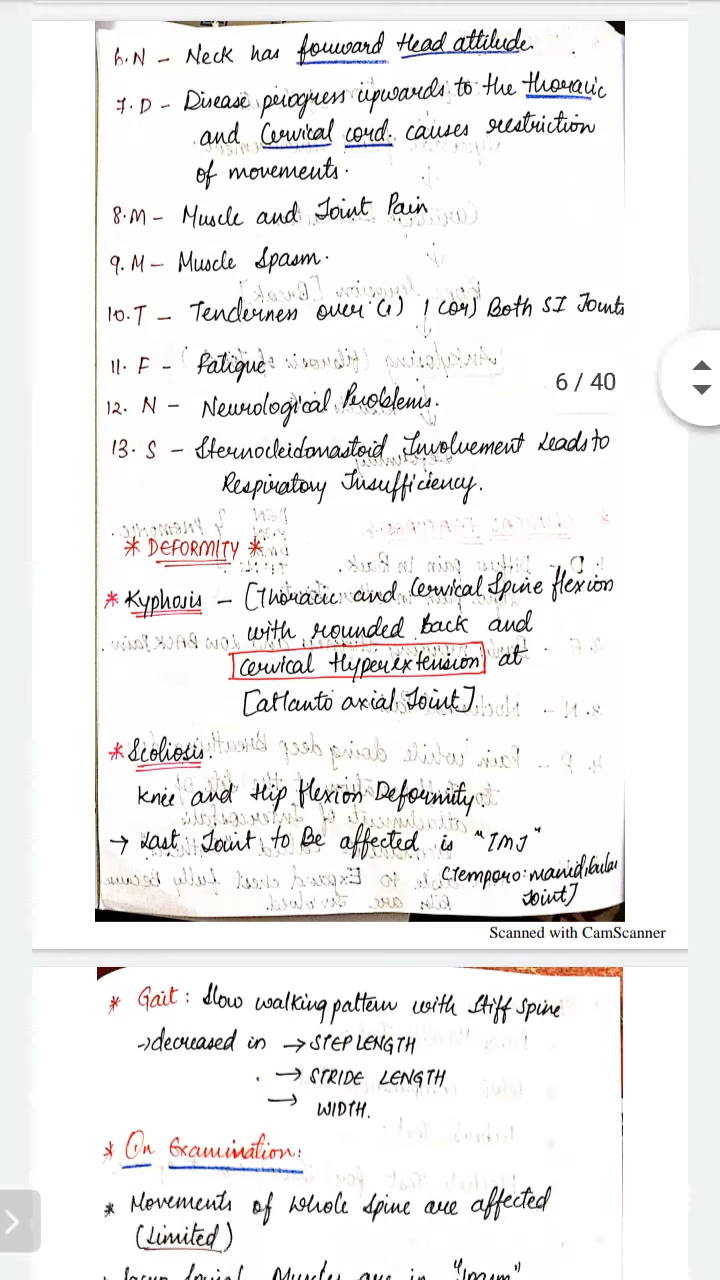 6. N - Neck has forward Head attitude.
7. D - Disease progress upwards to the thoracic
and Cervical cord. causes restriction
of movements.
8. M - Muscle and Joint Pain
9. M - Muscle Spasm.
10. T - Tenderness over (1) / (or) Both SI Joints
11. F - Fatigue
6 / 40
12. N - Neurological Problems.
13. S - Sternocleidomastoid Involvement Leads to
Respiratory Insufficiency.
* DEFORMITY *
* Kyphosis - [Thoracic and Cervical Spine flexion
with rounded back and
Cervical Hyperextension at
[atlanto axial Joint]
* Scoliosis.
Knee and Hip flexion Deformity.
→ Last Joint to Be affected is "TMJ"
[Temporo manidibular
Joint]
Scanned with CamScanner
* Gait : Slow walking pattern with Stiff Spine
→ decreased in → STEP LENGTH
→ STRIDE LENGTH
→ WIDTH.
* On Examination:
* Movements of whole Spine are affected
(Limited)
Muscles are in